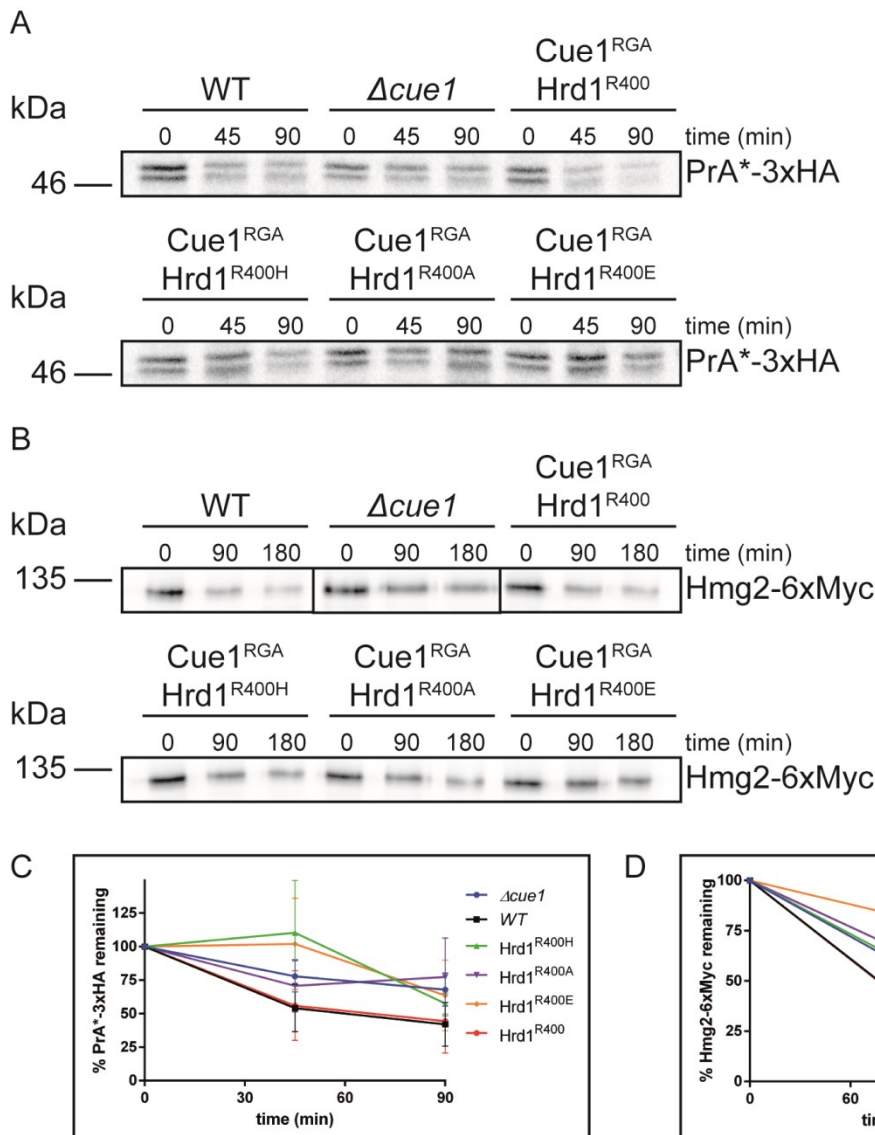 A
Cue1RGA
WT Δcue1 Hrd1R400
kDa
0 45 90 0 45 90 0 45 90 time (min)
46 PrA*-3xHA
Cue1RGA Cue1RGA Cue1RGA
Hrd1R400H Hrd1R400A Hrd1R400E
kDa
0 45 90 0 45 90 0 45 90 time (min)
46 PrA*-3xHA
B
Cue1RGA
WT Δcue1 Hrd1R400
kDa
0 90 180 0 90 180 0 90 180 time (min)
135 Hmg2-6xMyc
Cue1RGA Cue1RGA Cue1RGA
Hrd1R400H Hrd1R400A Hrd1R400E
kDa
0 90 180 0 90 180 0 90 180 time (min)
135 Hmg2-6xMyc
C
% PrA*-3xHA remaining
125
100
75
50
25
0
0 30 60 90
time (min)
Δcue1
WT
Hrd1R400H
Hrd1R400A
Hrd1R400E
Hrd1R400
D
% Hmg2-6xMyc remaining
100
75
50
25
0
0 60